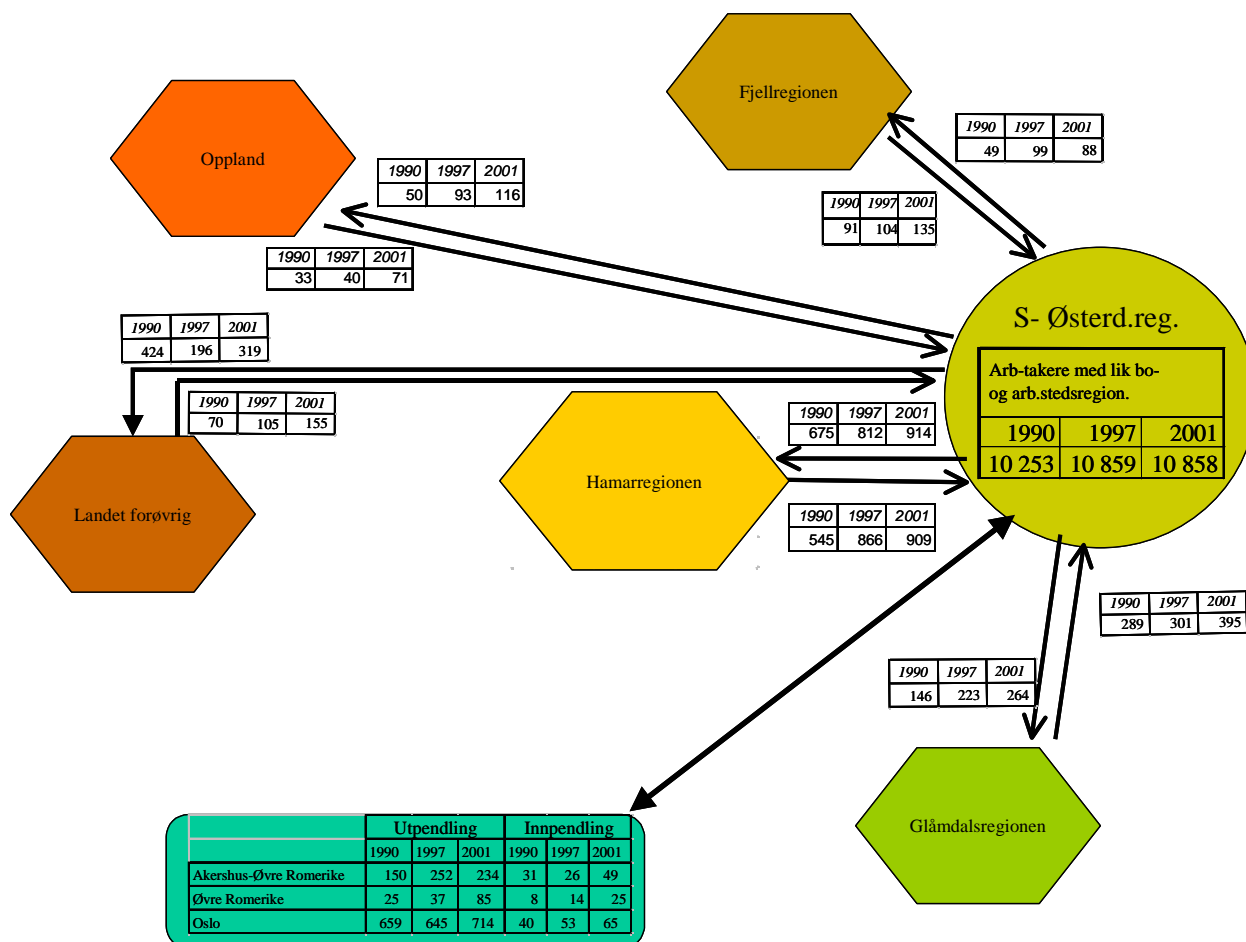 Fjellregionen
1990 1997 2001
49 99 88
Oppland
1990 1997 2001
50 93 116
1990 1997 2001
91 104 135
1990 1997 2001
33 40 71
S- Østerd.reg.
Arb-takere med lik bo-
og arb.stedsregion.
1990 1997 2001
10 253 10 859 10 858
1990 1997 2001
424 196 319
1990 1997 2001
70 105 155
1990 1997 2001
675 812 914
Hamarregionen
Landet forøvrig
1990 1997 2001
545 866 909
1990 1997 2001
289 301 395
1990 1997 2001
146 223 264
Glåmdalsregionen
Utpendling Innpendling
1990 1997 2001 1990 1997 2001
Akershus-Øvre Romerike 150 252 234 31 26 49
Øvre Romerike 25 37 85 8 14 25
Oslo 659 645 714 40 53 65